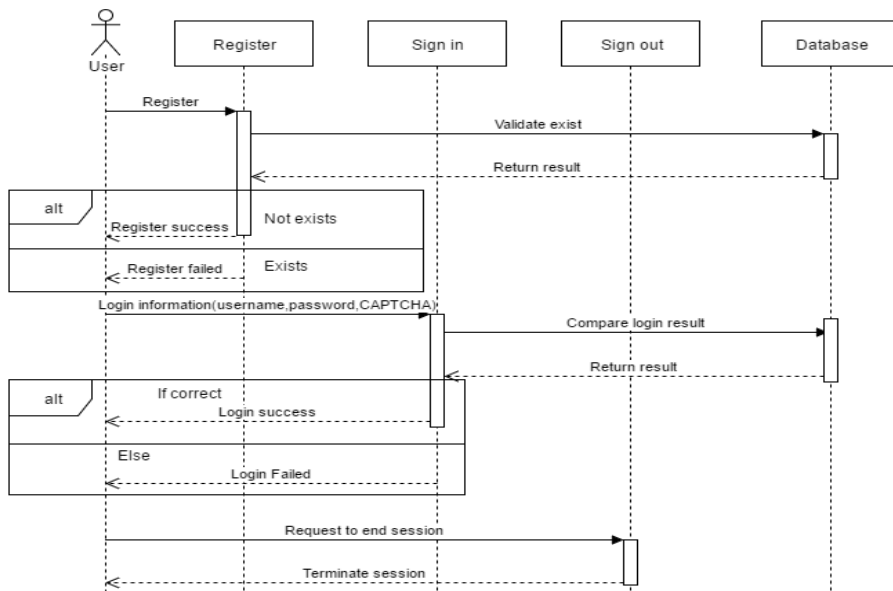 User
Register
Sign in
Sign out
Database
Register
Validate exist
Return result
alt
Not exists
Register success
Exists
Register failed
Login information(username,password,CAPTCHA)
Compare login result
Return result
alt
If correct
Login success
Else
Login Failed
Request to end session
Terminate session